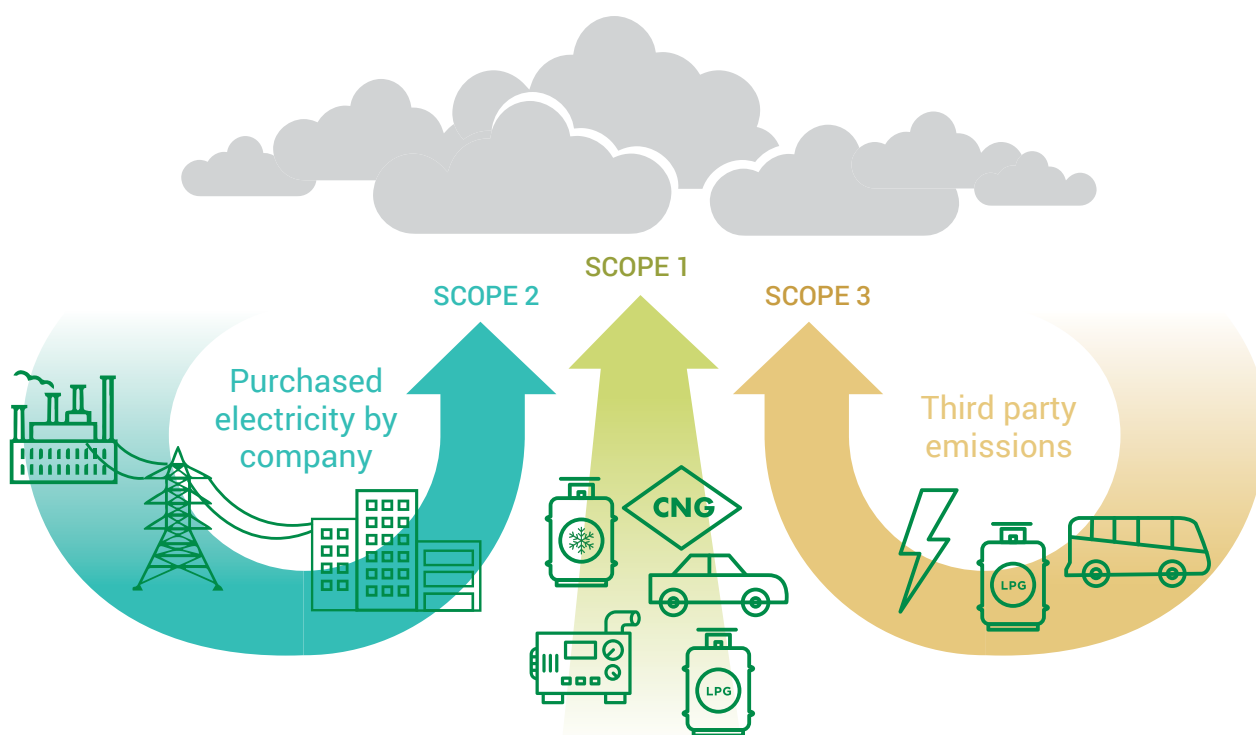 SCOPE 1
SCOPE 2
SCOPE 3
Purchased
electricity by
company
Third party
emissions
CNG
LPG
LPG